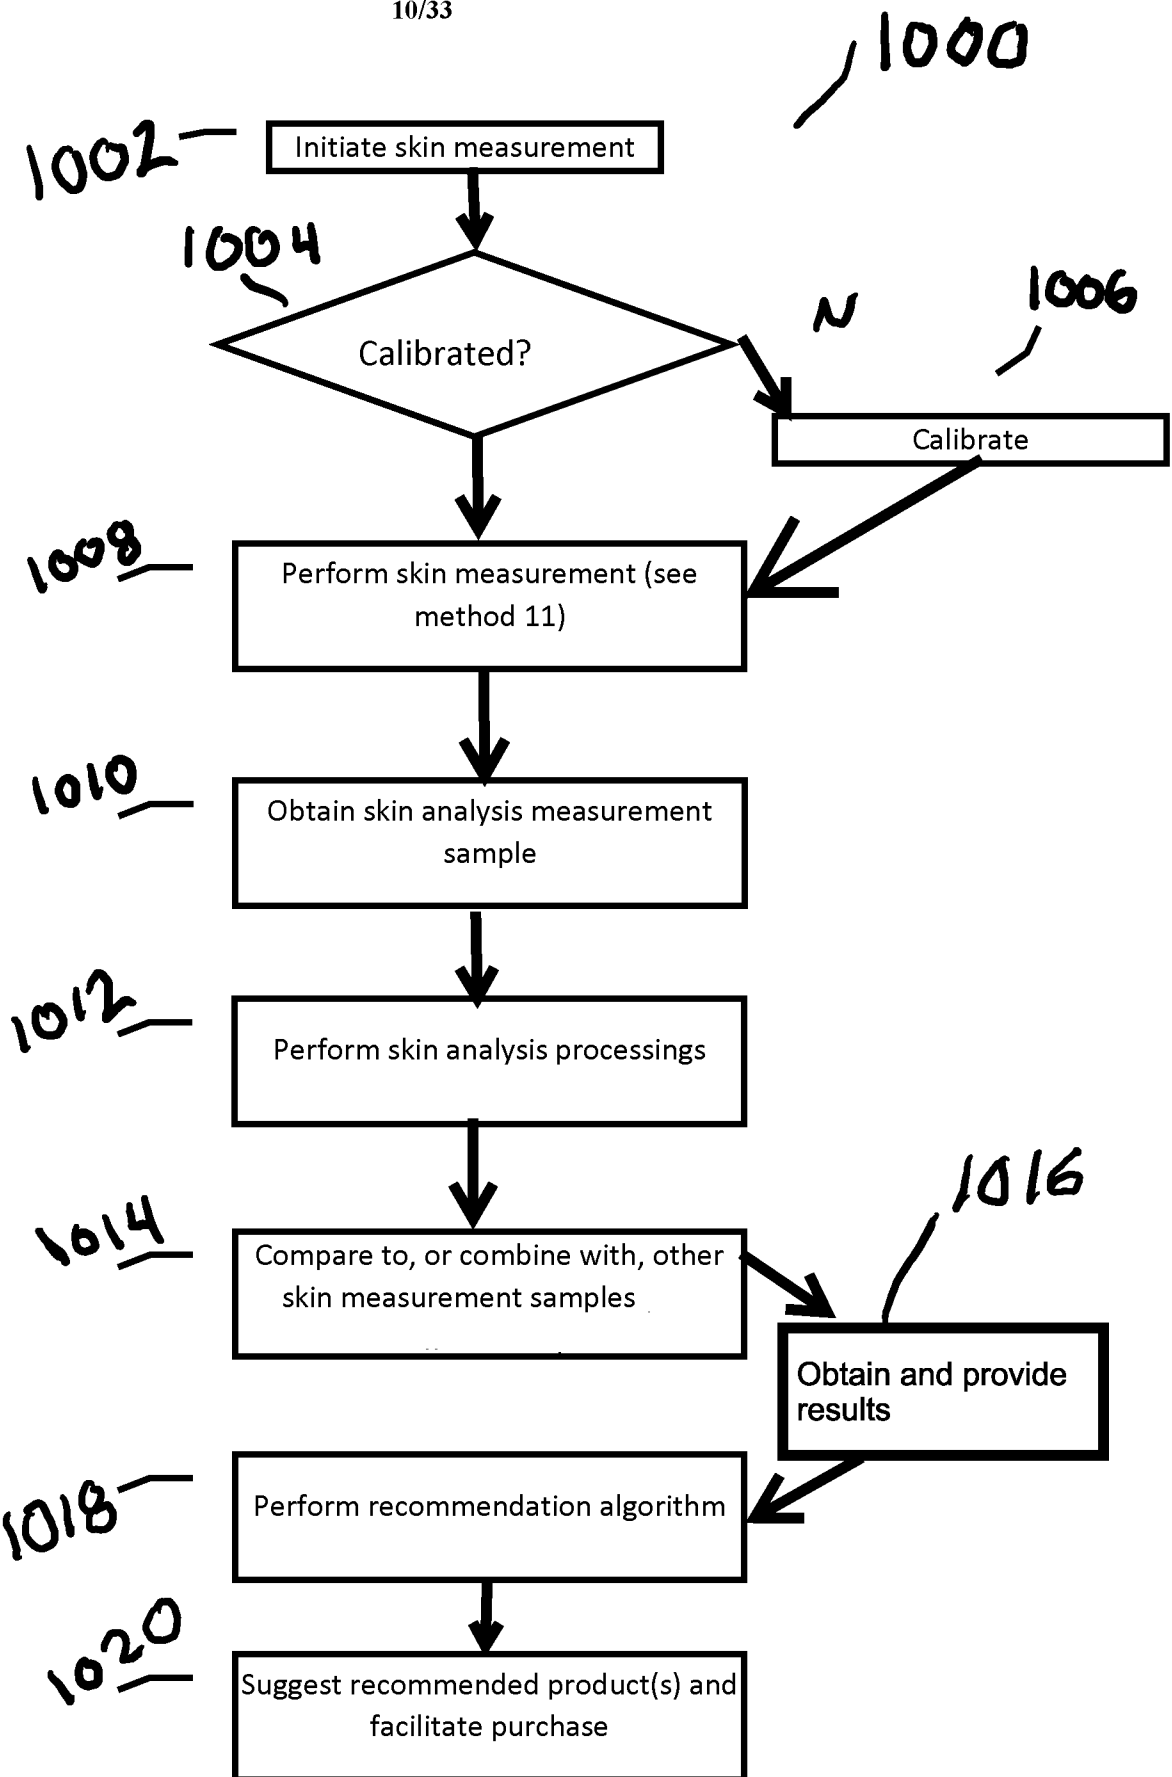 10/33
1000
1002
Initiate skin measurement
1004
Calibrated?
N
1006
Calibrate
1008
Perform skin measurement (see
method 11)
1010
Obtain skin analysis measurement
sample
1012
Perform skin analysis processings
1014
Compare to, or combine with, other
skin measurement samples
1016
Obtain and provide
results
1018
Perform recommendation algorithm
1020
Suggest recommended product(s) and
facilitate purchase